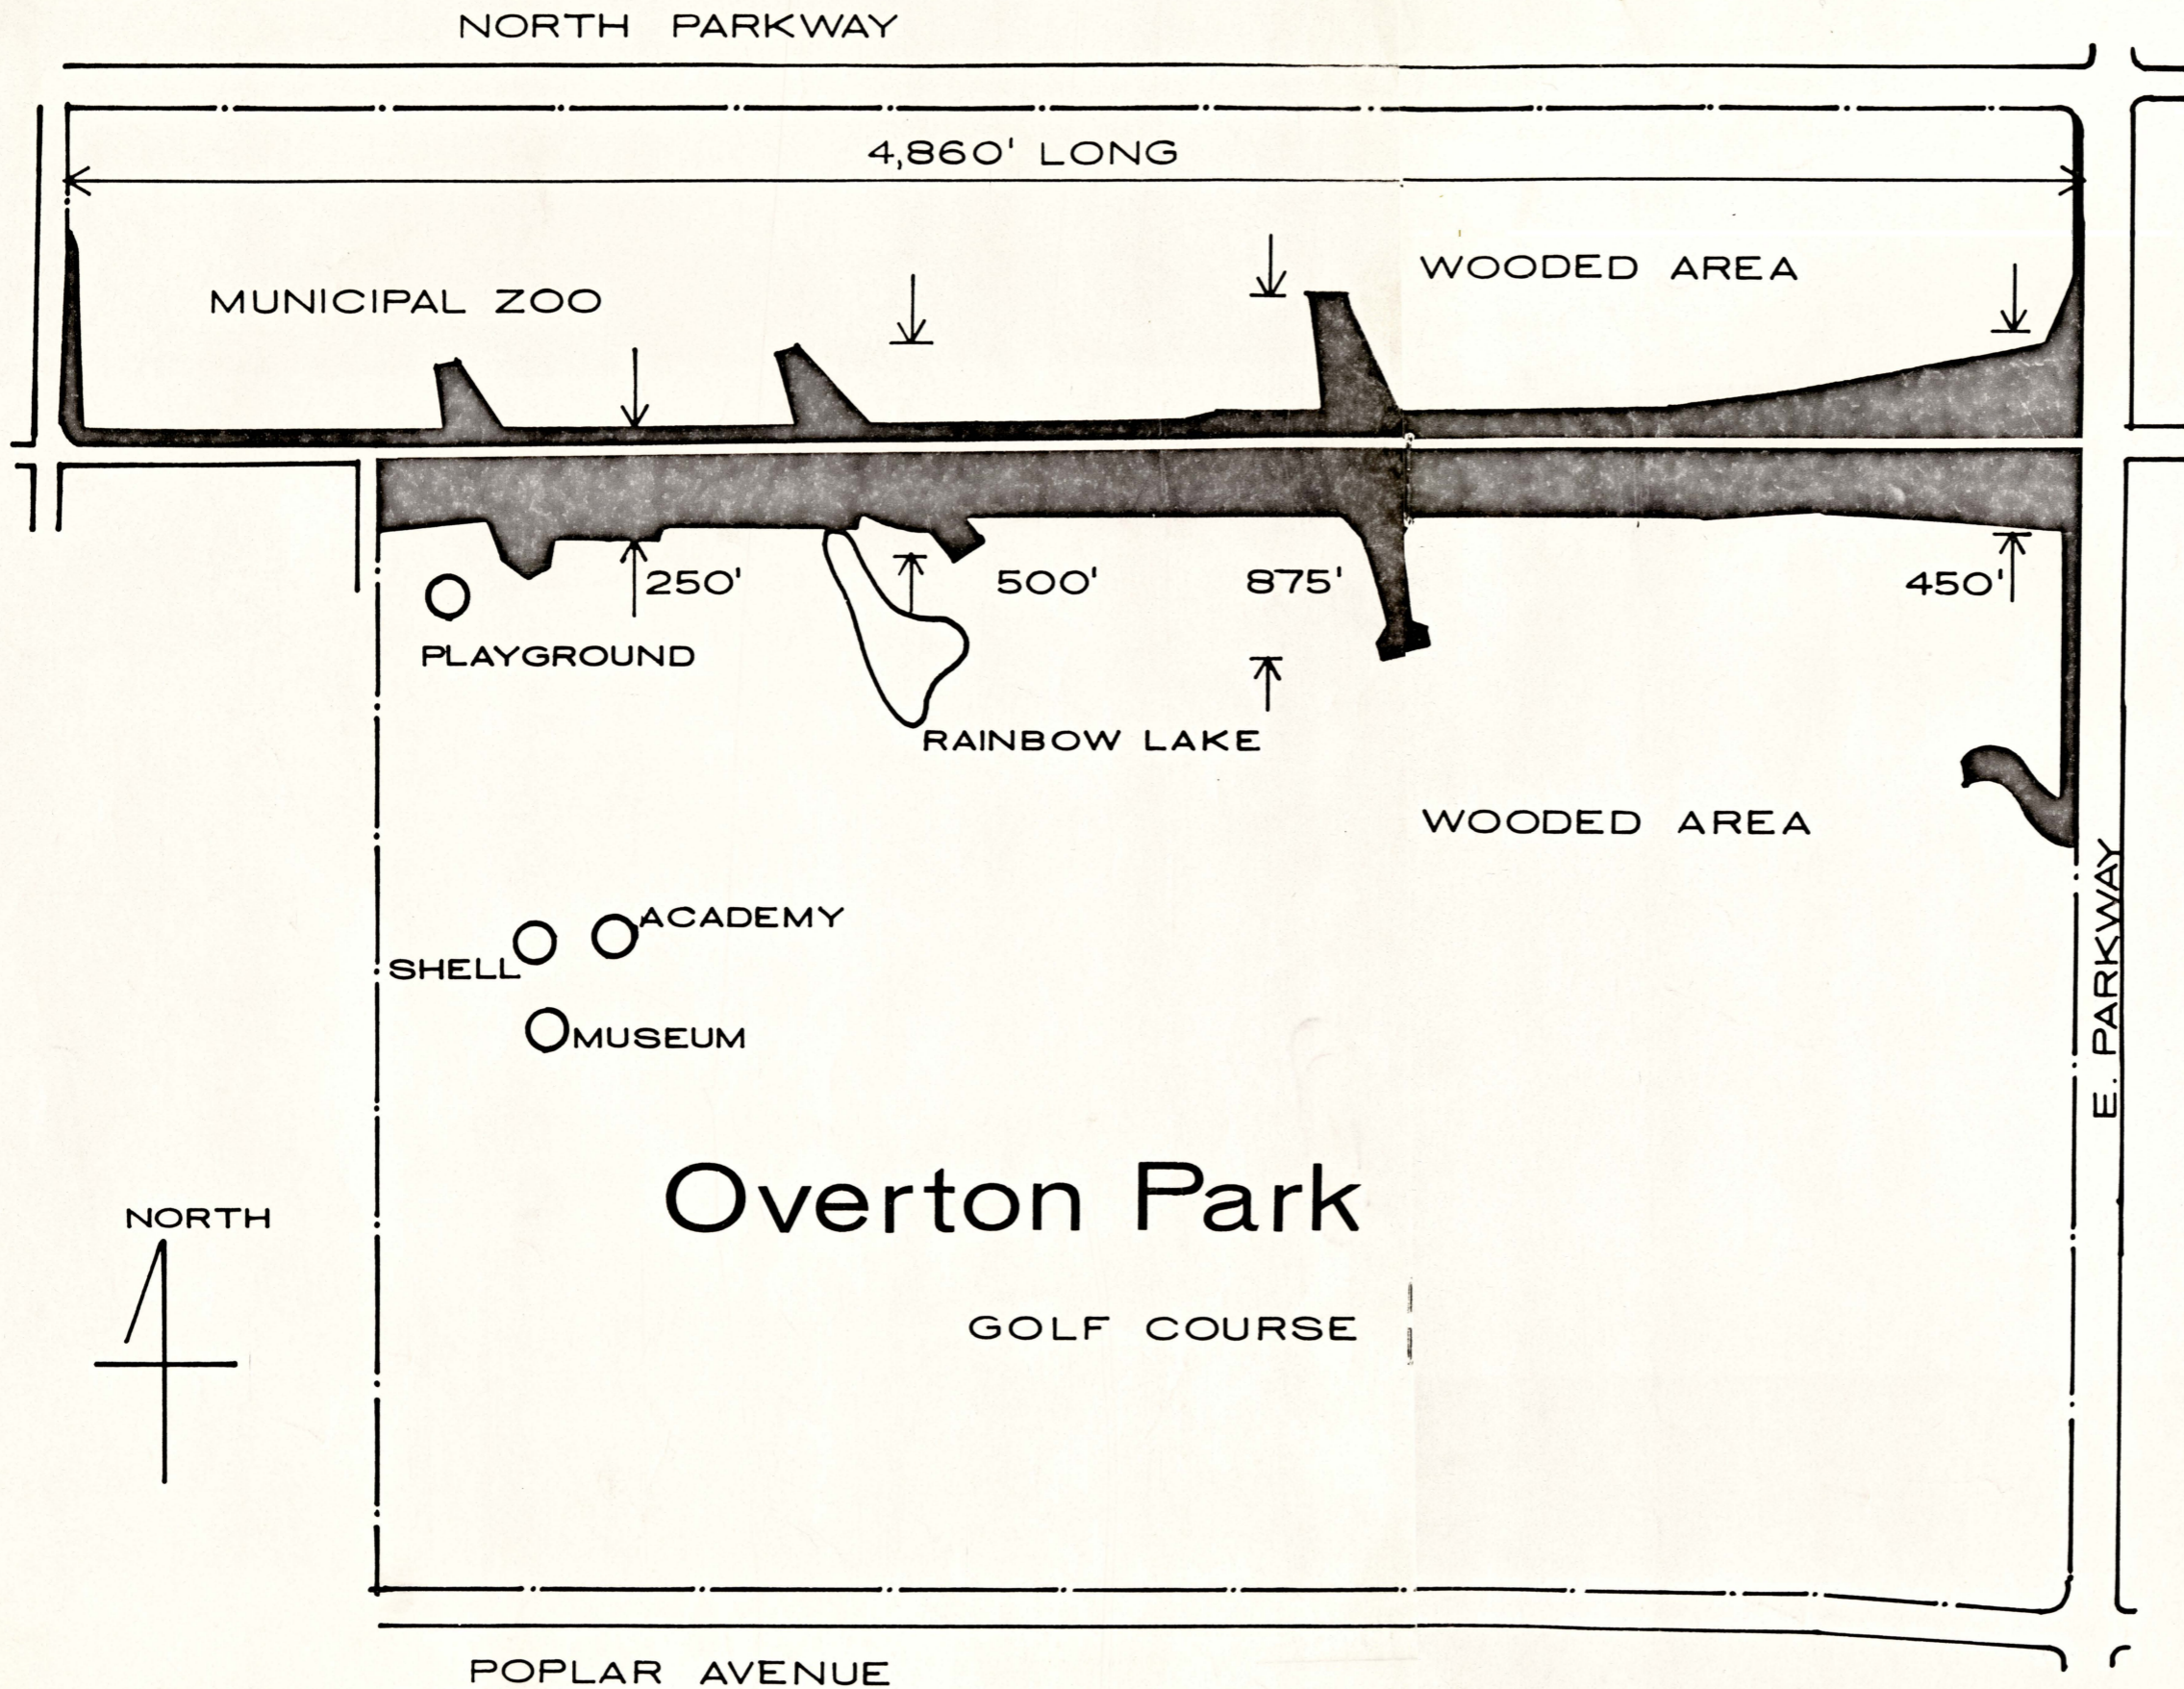 NORTH PARKWAY
4,860' LONG
WOODED AREA
MUNICIPAL ZOO
250'
500'
875'
450'
PLAYGROUND
RAINBOW LAKE
WOODED AREA
ACADEMY
SHELL
MUSEUM
E. PARKWAY
Overton Park
NORTH
GOLF COURSE
POPLAR AVENUE